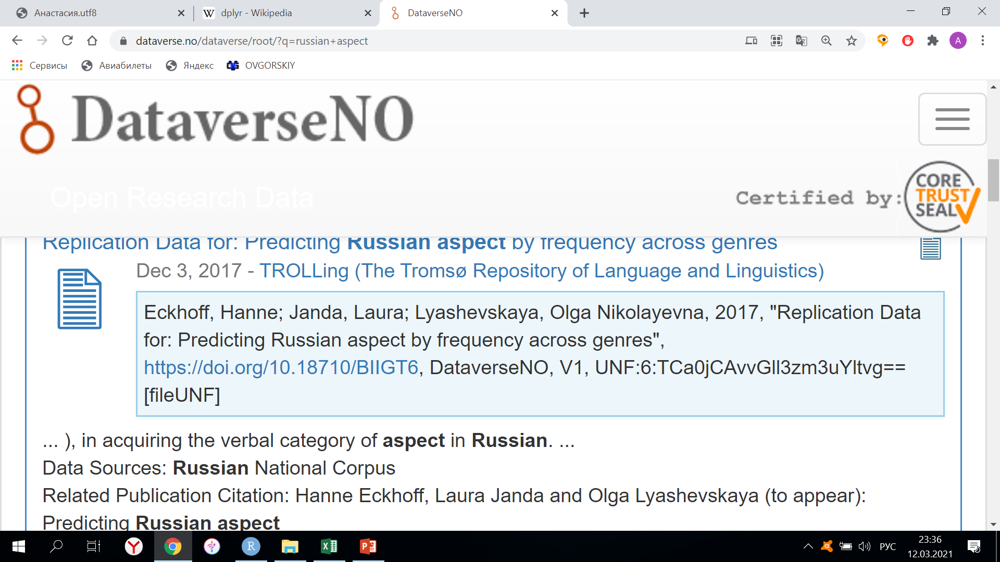 Анастасия.utf8
dplyr - Wikipedia
DataverseNO
dataverse.no/dataverse/root/?q=russian+aspect
A
Сервисы
Авиабилеты
Яндекс
OVGORSKIY
DataverseNO
Open Research Data
Certified by:
CORE
TRUST
SEAL
Replication Data for: Predicting Russian aspect by frequency across genres
Dec 3, 2017 - TROLLing (The Tromsø Repository of Language and Linguistics)
Eckhoff, Hanne; Janda, Laura; Lyashevskaya, Olga Nikolayevna, 2017, "Replication Data
for: Predicting Russian aspect by frequency across genres",
https://doi.org/10.18710/BIIGT6, DataverseNO, V1, UNF:6:TCa0jCAvvGll3zm3uYltvg==
[fileUNF]
... ), in acquiring the verbal category of aspect in Russian. ...
Data Sources: Russian National Corpus
Related Publication Citation: Hanne Eckhoff, Laura Janda and Olga Lyashevskaya (to appear):
Predicting Russian aspect
РУС
23:36
12.03.2021